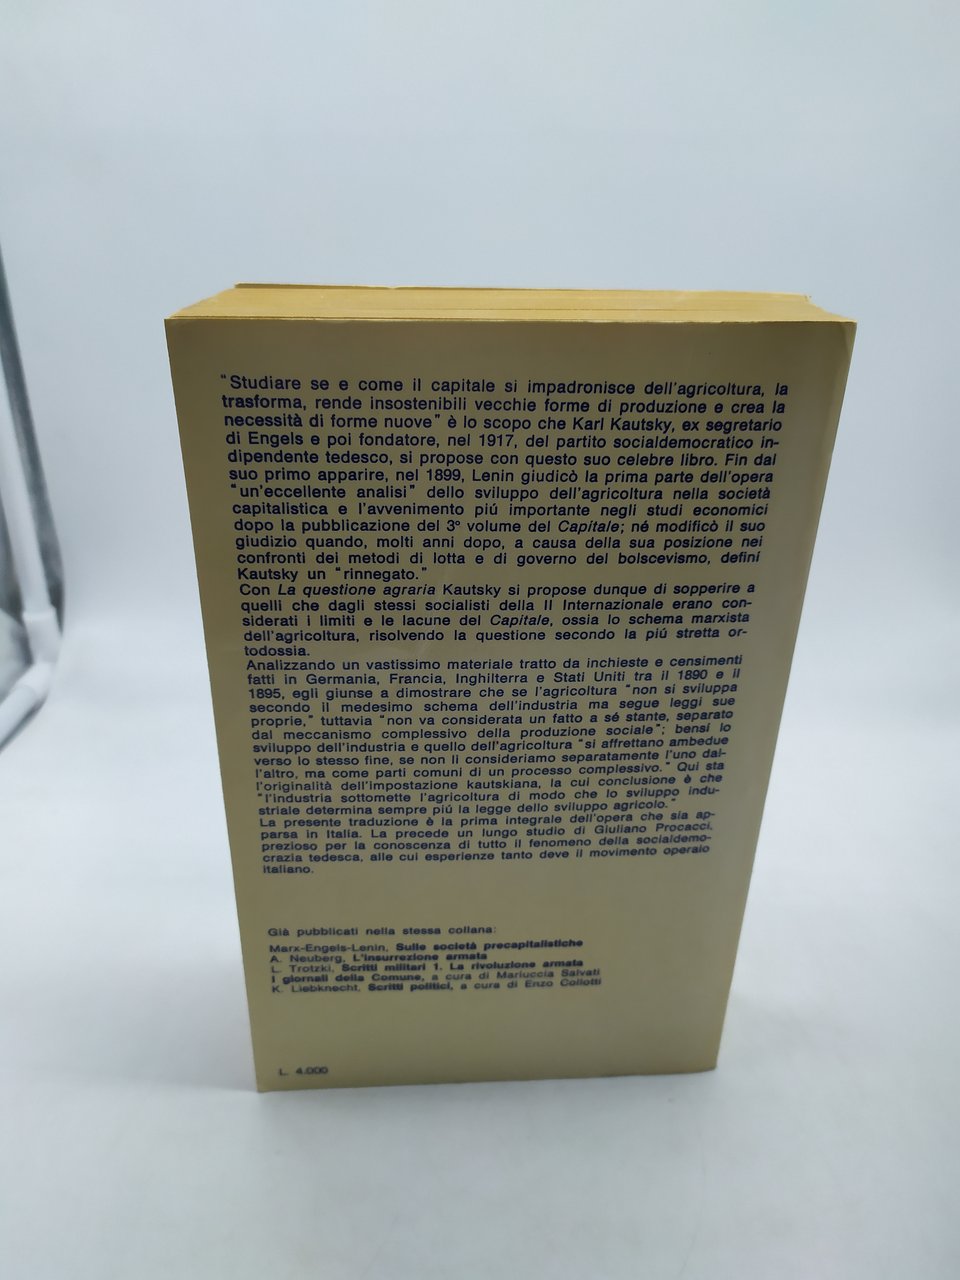 "Studiare se e come il capitale si impadronisce dell'agricoltura, la
trasforma, rende insostenibili vecchie forme di produzione e crea la
necessità di forme nuove" è lo scopo che Karl Kautsky, ex segretario
di Engels e poi fondatore, nel 1917, del partito socialdemocratico in-
dipendente tedesco, si propose con questo suo celebre libro. Fin dal
suo primo apparire, nel 1899, Lenin giudicò la prima parte dell'opera
"un'eccellente analisi" dello sviluppo dell'agricoltura nella società
capitalistica e l'avvenimento piú importante negli studi economici
dopo la pubblicazione del 3° volume del Capitale; né modificò il suo
giudizio quando, molti anni dopo, a causa della sua posizione nei
confronti dei metodi di lotta e di governo del bolscevismo, definí
Kautsky un "rinnegato."
Con La questione agraria Kautsky si propose dunque di sopperire a
quelli che dagli stessi socialisti della II Internazionale erano con-
siderati i limiti e le lacune del Capitale, ossia lo schema marxista
dell'agricoltura, risolvendo la questione secondo la piú stretta or-
todossia.
Analizzando un vastissimo materiale tratto da inchieste e censimenti
fatti in Germania, Francia, Inghilterra e Stati Uniti tra il 1890 e il
1895, egli giunse a dimostrare che se l'agricoltura "non si sviluppa
secondo il medesimo schema dell'industria ma segue leggi sue
proprie," tuttavia "non va considerata un fatto a sé stante, separato
dal meccanismo complessivo della produzione sociale"; bensí lo
sviluppo dell'industria e quello dell'agricoltura "si affrettano ambedue
verso lo stesso fine, se non li consideriamo separatamente l'uno dal-
l'altro, ma come parti comuni di un processo complessivo." Qui sta
l'originalità dell'impostazione kautskiana, la cui conclusione è che
"l'industria sottomette l'agricoltura di modo che lo sviluppo indu-
striale determina sempre piú la legge dello sviluppo agricolo."
La presente traduzione è la prima integrale dell'opera che sia ap-
parsa in Italia. La precede un lungo studio di Giuliano Procacci,
prezioso per la conoscenza di tutto il fenomeno della socialdemo-
crazia tedesca, alle cui esperienze tanto deve il movimento operaio
italiano.
Già pubblicati nella stessa collana:
Marx-Engels-Lenin, Sulle società precapitalistiche
A. Neuberg, L'insurrezione armata
L. Trotzki, Scritti militari 1. La rivoluzione armata
I giornali della Comune, a cura di Mariuccia Salvati
K. Liebknecht, Scritti politici, a cura di Enzo Collotti
L. 4.000